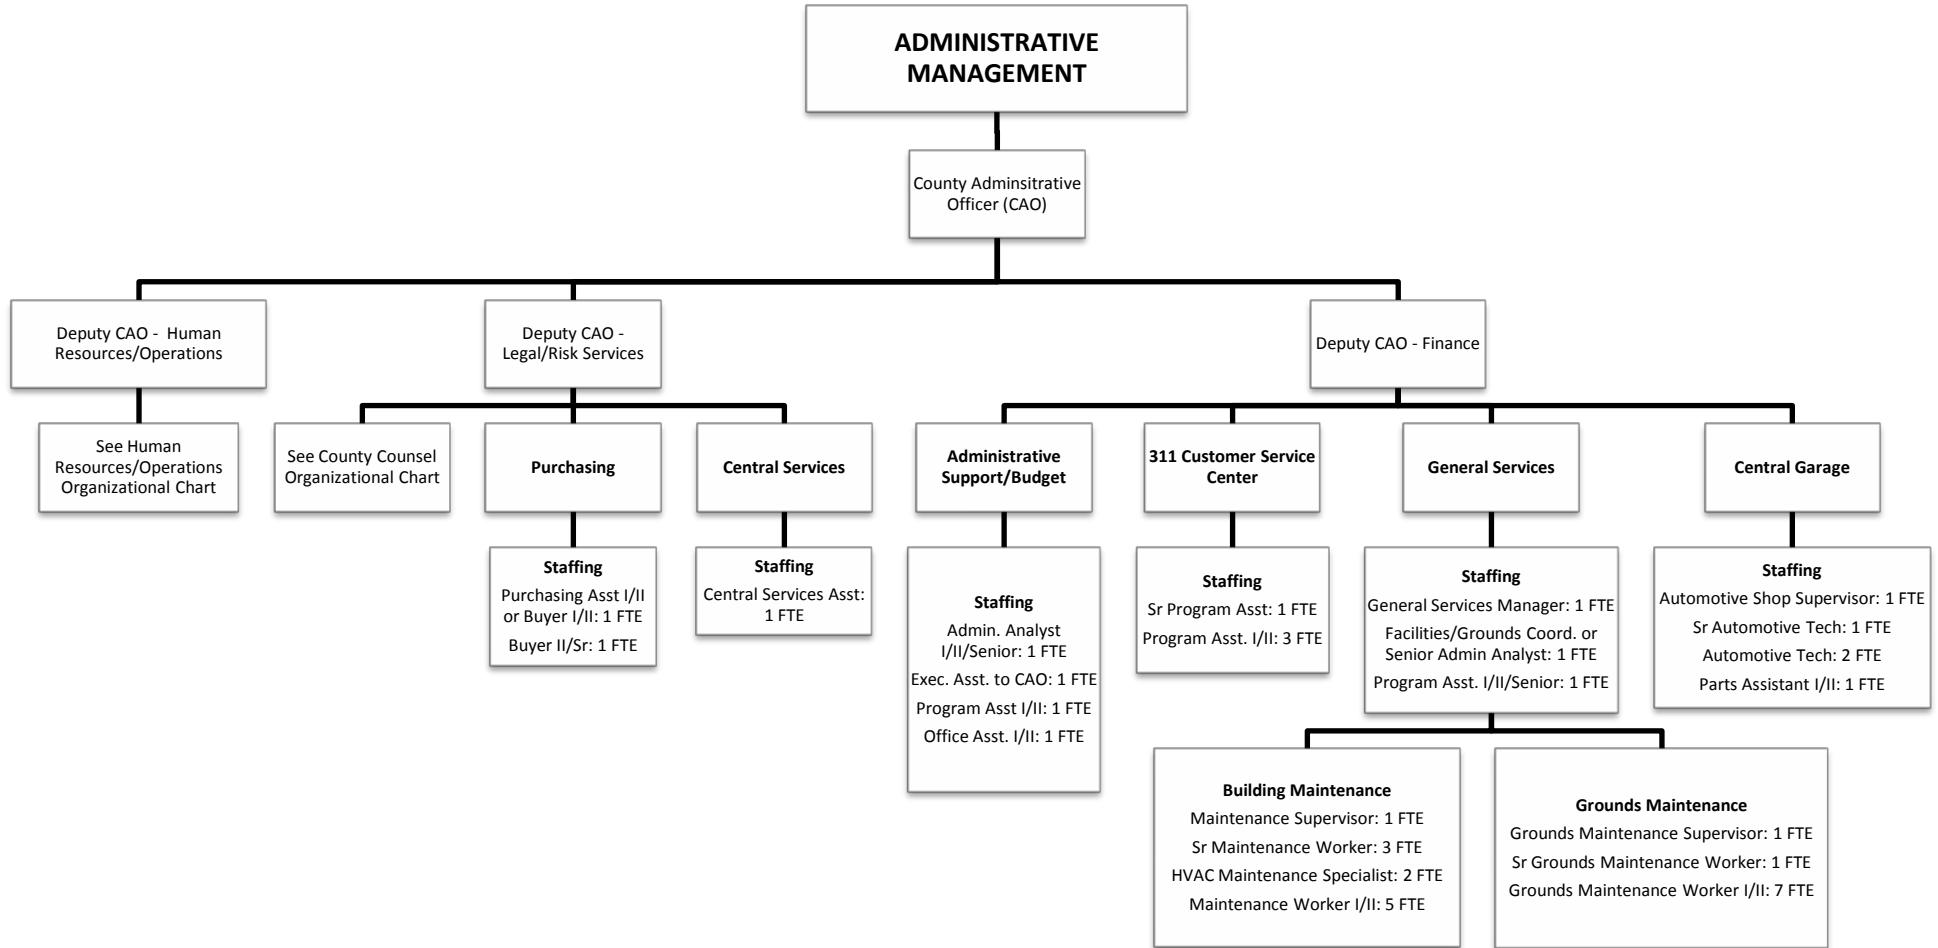 ADMINISTRATIVE
MANAGEMENT
County Adminsitrative
Officer (CAO)
Deputy CAO -  Human
Resources/Operations
Deputy CAO -
Legal/Risk Services
Deputy CAO - Finance
See Human
Resources/Operations
Organizational Chart
See County Counsel
Organizational Chart
Purchasing
Central Services
Administrative
Support/Budget
311 Customer Service
Center
General Services
Central Garage
Staffing
Purchasing Asst I/II
or Buyer I/II: 1 FTE
Buyer II/Sr: 1 FTE
Staffing
Central Services Asst:
1 FTE
Staffing
Admin. Analyst
I/II/Senior: 1 FTE
Exec. Asst. to CAO: 1 FTE
Program Asst I/II: 1 FTE
Office Asst. I/II: 1 FTE
Staffing
Sr Program Asst: 1 FTE
Program Asst. I/II: 3 FTE
Staffing
General Services Manager: 1 FTE
Facilities/Grounds Coord. or
Senior Admin Analyst: 1 FTE
Program Asst. I/II/Senior: 1 FTE
Staffing
Automotive Shop Supervisor: 1 FTE
Sr Automotive Tech: 1 FTE
Automotive Tech: 2 FTE
Parts Assistant I/II: 1 FTE
Building Maintenance
Maintenance Supervisor: 1 FTE
Sr Maintenance Worker: 3 FTE
HVAC Maintenance Specialist: 2 FTE
Maintenance Worker I/II: 5 FTE
Grounds Maintenance
Grounds Maintenance Supervisor: 1 FTE
Sr Grounds Maintenance Worker: 1 FTE
Grounds Maintenance Worker I/II: 7 FTE